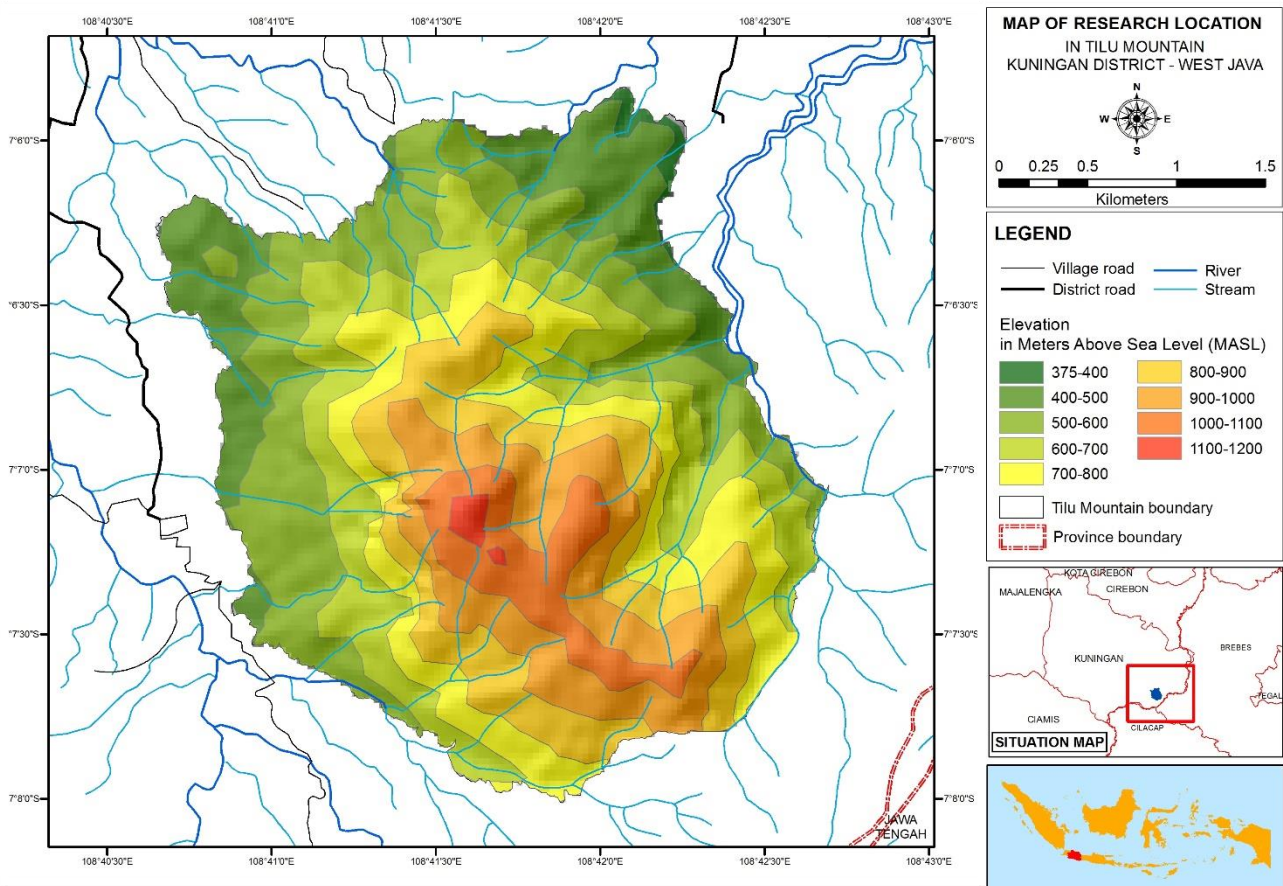 108°40'30"E 108°41'0"E 108°41'30"E 108°42'0"E 108°42'30"E 108°43'0"E
7°6'0"S
7°6'30"S
7°7'0"S
7°7'30"S
7°8'0"S
7°6'0"S
7°6'30"S
7°7'0"S
7°7'30"S
7°8'0"S
JAWA
TENGAH
108°40'30"E 108°41'0"E 108°41'30"E 108°42'0"E 108°42'30"E 108°43'0"E
MAP OF RESEARCH LOCATION
IN TILU MOUNTAIN
KUNINGAN DISTRICT - WEST JAVA
N
W E
S
0 0.25 0.5 1 1.5
Kilometers
LEGEND
Village road River
District road Stream
Elevation
in Meters Above Sea Level (MASL)
375-400 800-900
400-500 900-1000
500-600 1000-1100
600-700 1100-1200
700-800
Tilu Mountain boundary
Province boundary
KOTA CIREBON
MAJALENGKA CIREBON
KUNINGAN BREBES
TEGAL
CIAMIS
CILACAP
SITUATION MAP